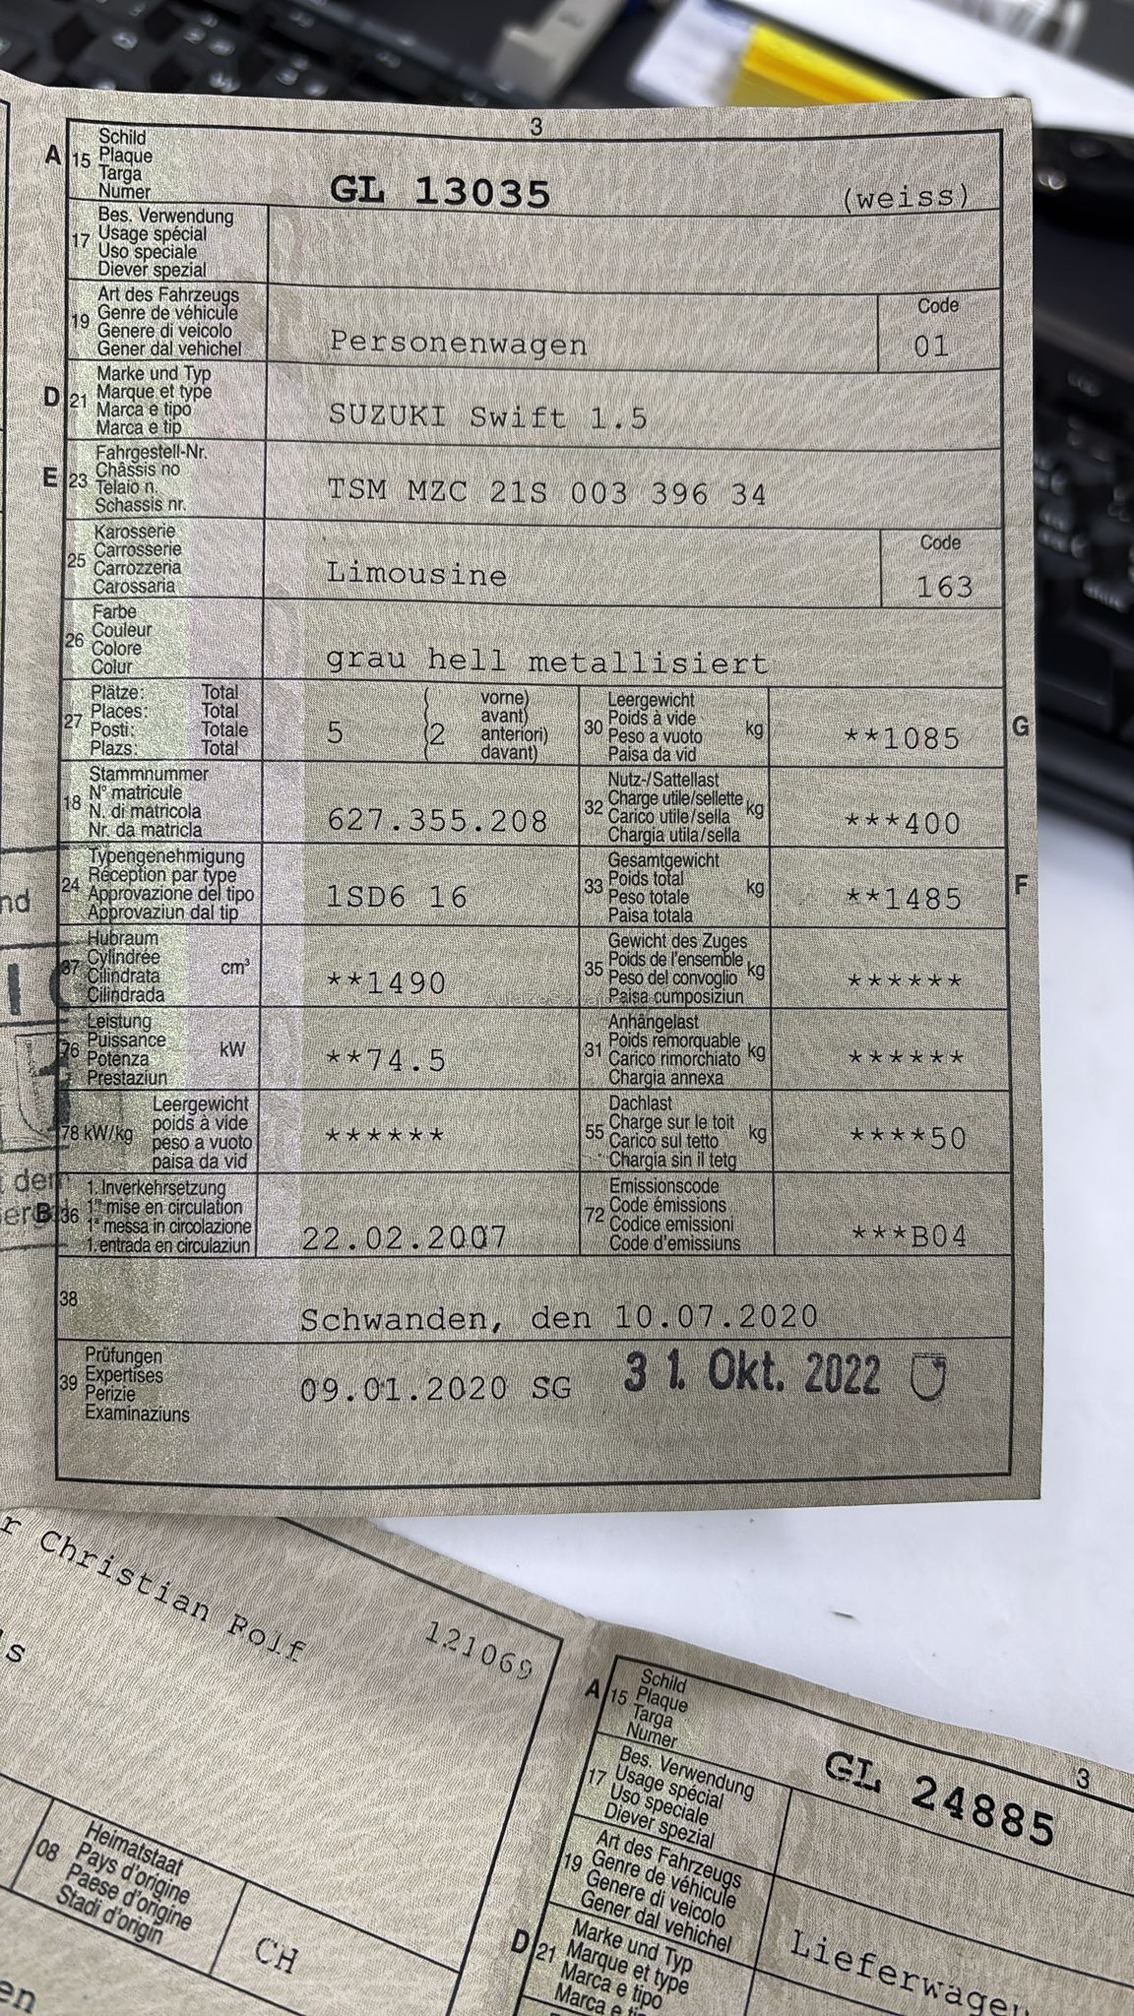 3
A 15 Schild
Plaque
Targa
Numer
GL 13035 (weiss)
17 Bes. Verwendung
Usage spécial
Uso speciale
Diever spezial
19 Art des Fahrzeugs
Genre de véhicule
Genere di veicolo
Gener dal vehichel
Personenwagen
Code
01
D 21 Marke und Typ
Marque et type
Marca e tipo
Marca e tip
SUZUKI Swift 1.5
E 23 Fahrgestell-Nr.
Châssis no
Telaio n.
Schassis nr.
TSM MZC 21S 003 396 34
25 Karosserie
Carrosserie
Carrozzeria
Carossaria
Limousine
Code
163
26 Farbe
Couleur
Colore
Colur
grau hell metallisiert
27 Plätze: Total
Places: Total
Posti: Totale
Plazs: Total
5 (2 vorne)
avant)
anteriori)
davant)
30 Leergewicht
Poids à vide kg
Peso a vuoto
Paisa da vid
**1085
G
18 Stammnummer
N° matricule
N. di matricola
Nr. da matricla
627.355.208
32 Nutz-/Sattellast
Charge utile/sellette kg
Carico utile/sella
Chargia utila/sella
***400
24 Typengenehmigung
Réception par type
Approvazione del tipo
Approvaziun dal tip
1SD6 16
33 Gesamtgewicht
Poids total kg
Peso totale
Paisa totala
**1485
F
37 Hubraum
Cylindrée cm³
Cilindrata
Cilindrada
**1490
35 Gewicht des Zuges
Poids de l'ensemble kg
Peso del convoglio
Paisa cumposiziun
******
76 Leistung
Puissance kW
Potenza
Prestaziun
**74.5
31 Anhängelast
Poids remorquable kg
Carico rimorchiato
Chargia annexa
******
78 kW/kg Leergewicht
poids à vide
peso a vuoto
paisa da vid
******
55 Dachlast
Charge sur le toit kg
Carico sul tetto
Chargia sin il tetg
****50
B 36 1. Inverkehrsetzung
1re mise en circulation
1a messa in circolazione
1. entrada en circulaziun
22.02.2007
72 Emissionscode
Code émissions
Codice emissioni
Code d'emissiuns
***B04
38
Schwanden, den 10.07.2020
39 Prüfungen
Expertises
Perizie
Examinaziuns
09.01.2020 SG 31. Okt. 2022
nd
r Christian Rolf 121069
s
08 Heimatstaat
Pays d'origine
Paese d'origine
Stadi d'origin
CH
en
3
A 15 Schild
Plaque
Targa
Numer
GL 24885
17 Bes. Verwendung
Usage spécial
Uso speciale
Diever spezial
19 Art des Fahrzeugs
Genre de véhicule
Genere di veicolo
Gener dal vehichel
Lieferwagen
D 21 Marke und Typ
Marque et type
Marca e tipo
Marca e tip